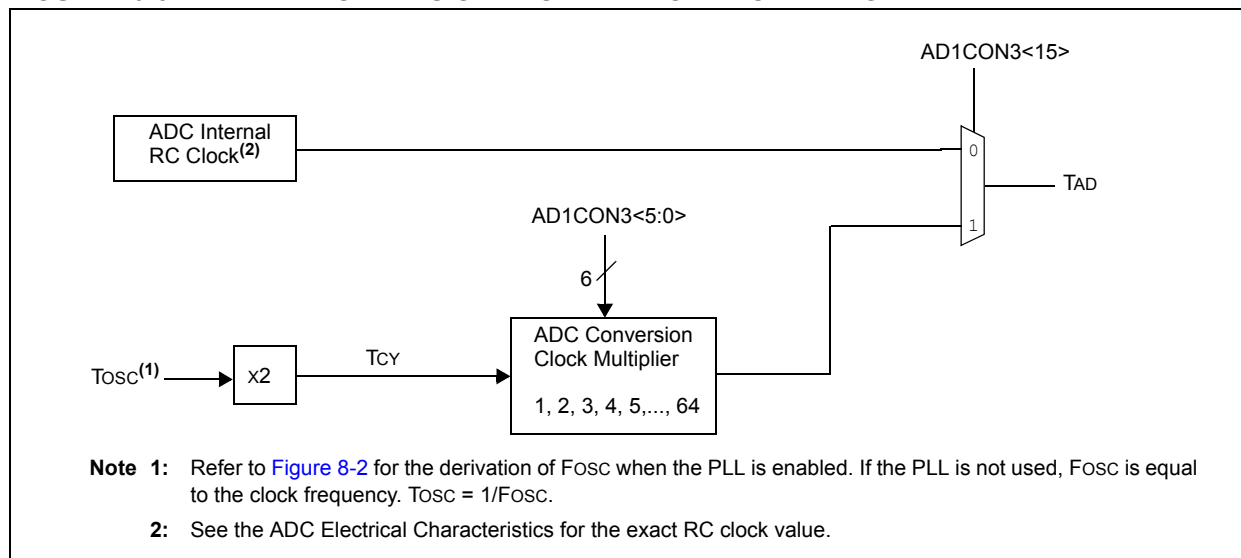 AD1CON3<15>
ADC Internal
RC Clock(2)
0
TAD
AD1CON3<5:0>
1
6
ADC Conversion
Clock Multiplier
TOSC(1)
X2
TCY
1, 2, 3, 4, 5,..., 64
Note 1: Refer to Figure 8-2 for the derivation of FOSC when the PLL is enabled. If the PLL is not used, FOSC is equal
to the clock frequency. TOSC = 1/FOSC.
2: See the ADC Electrical Characteristics for the exact RC clock value.